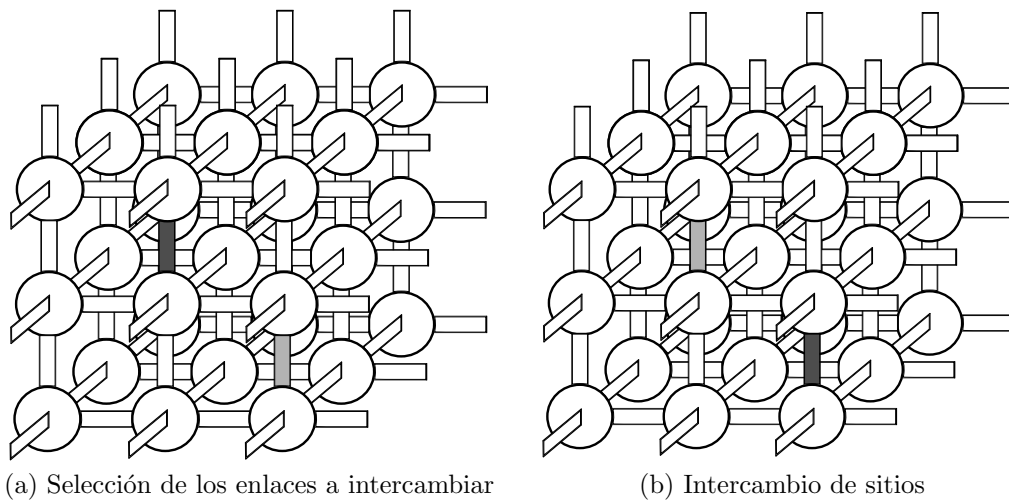 (a) Selección de los enlaces a intercambiar
(b) Intercambio de sitios